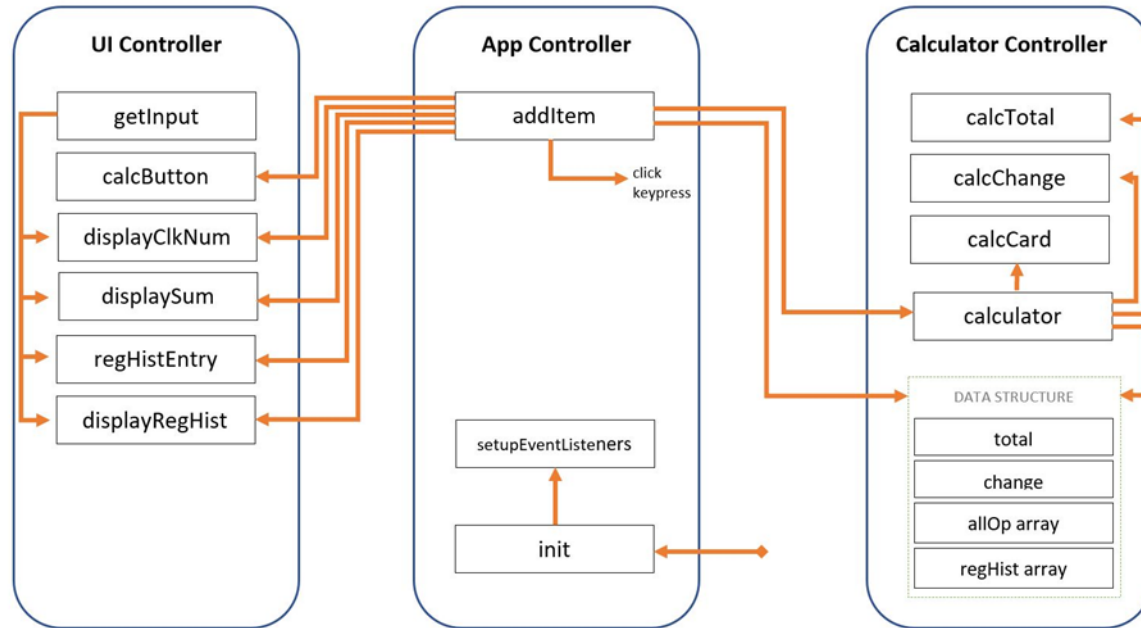 UI Controller
getInput
calcButton
displayClkNum
displaySum
regHistEntry
displayRegHist
App Controller
addItem
click
keypress
setupEventListeners
init
Calculator Controller
calcTotal
calcChange
calcCard
calculator
DATA STRUCTURE
total
change
allOp array
regHist array